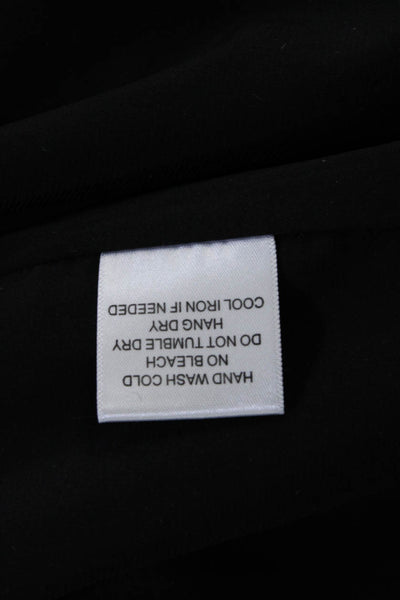 HAND WASH COLD
NO BLEACH
DO NOT TUMBLE DRY
HANG DRY
COOL IRON IF NEEDED